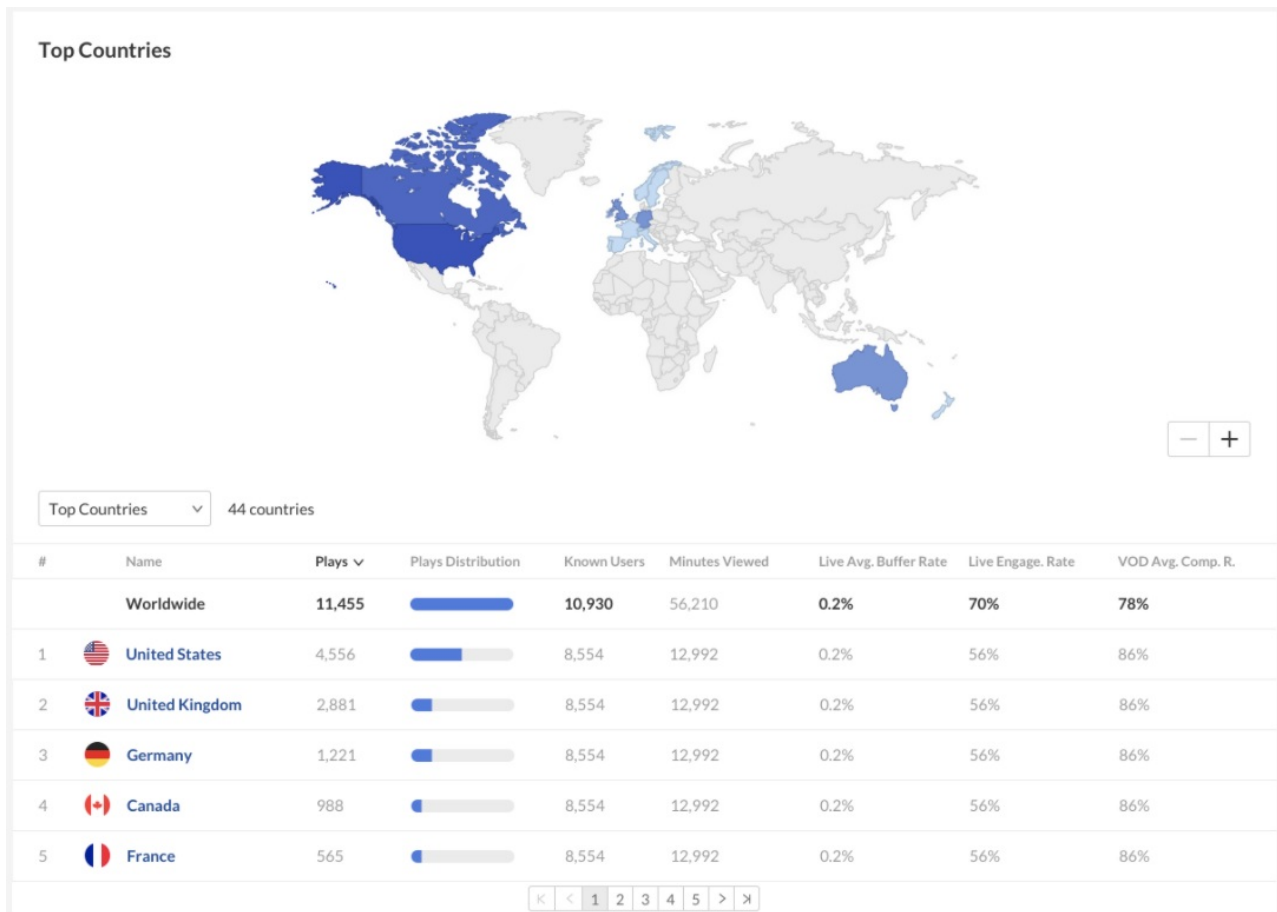 Top Countries
Top Countries 44 countries
# Name Plays Plays Distribution Known Users Minutes Viewed Live Avg. Buffer Rate Live Engage. Rate VOD Avg. Comp. R.
Worldwide 11,455 10,930 56,210 0.2% 70% 78%
1 United States 4,556 8,554 12,992 0.2% 56% 86%
2 United Kingdom 2,881 8,554 12,992 0.2% 56% 86%
3 Germany 1,221 8,554 12,992 0.2% 56% 86%
4 Canada 988 8,554 12,992 0.2% 56% 86%
5 France 565 8,554 12,992 0.2% 56% 86%
1 2 3 4 5